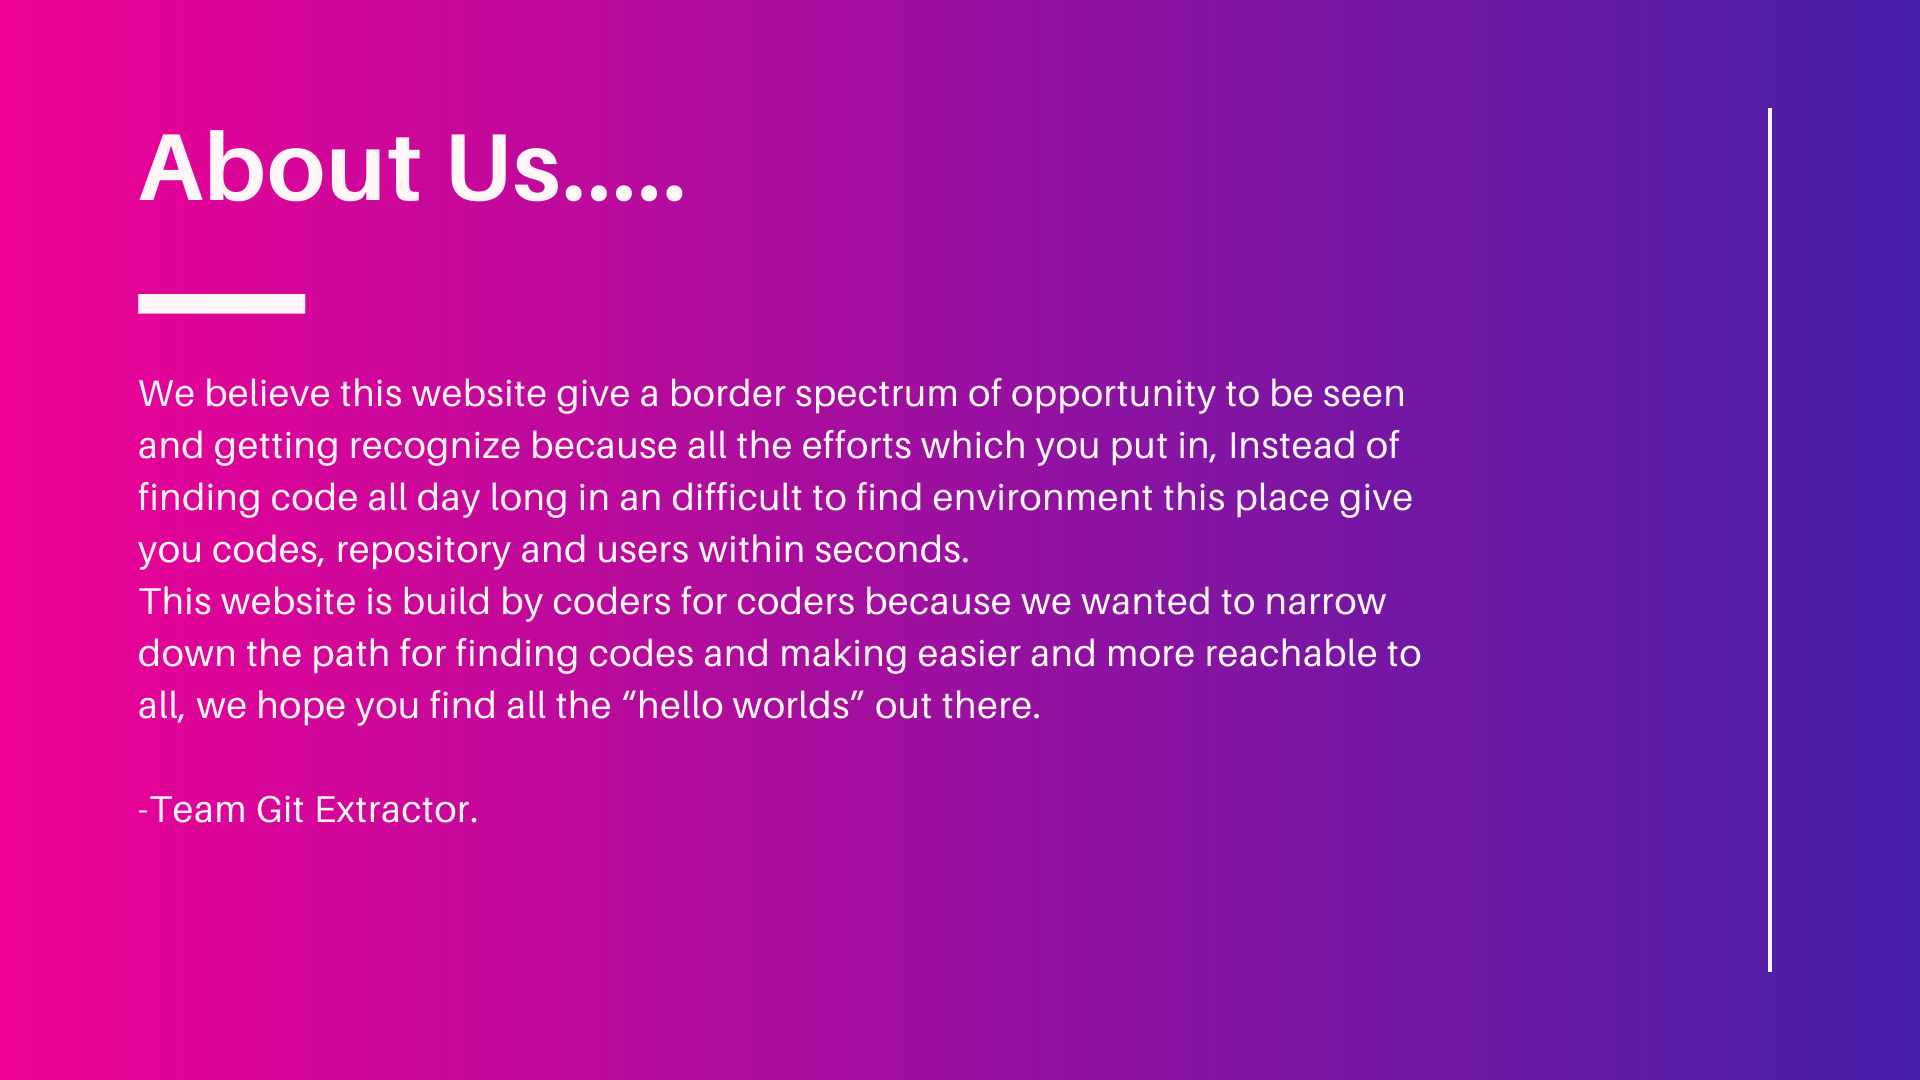 About Us.....
We believe this website give a border spectrum of opportunity to be seen
and getting recognize because all the efforts which you put in, Instead of
finding code all day long in an difficult to find environment this place give
you codes, repository and users within seconds.
This website is build by coders for coders because we wanted to narrow
down the path for finding codes and making easier and more reachable to
all, we hope you find all the “hello worlds” out there.
-Team Git Extractor.